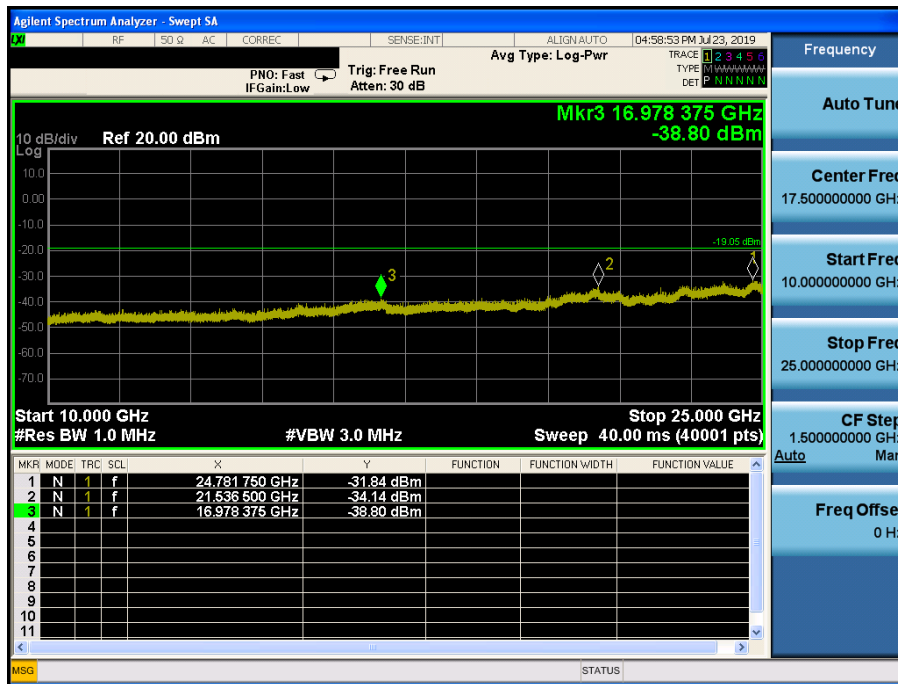 Agilent Spectrum Analyzer - Swept SA
LXI RF 50 Ω AC CORREC SENSE:INT ALIGN AUTO 04:58:53 PM Jul 23, 2019
Avg Type: Log-Pwr
TRACE 1 2 3 4 5 6
PNO: Fast Trig: Free Run
TYPE M WWWWW
IFGain:Low Atten: 30 dB
DET P N N N N N
Mkr3 16.978 375 GHz
-38.80 dBm
10 dB/div Ref 20.00 dBm
Log
10.0
0.00
-10.0
-19.05 dBm
-20.0
1
2
3
-30.0
-40.0
-50.0
-60.0
-70.0
Start 10.000 GHz Stop 25.000 GHz
#Res BW 1.0 MHz #VBW 3.0 MHz Sweep 40.00 ms (40001 pts)
MKR MODE TRC SCL X Y FUNCTION FUNCTION WIDTH FUNCTION VALUE
1 N 1 f 24.781 750 GHz -31.84 dBm
2 N 1 f 21.536 500 GHz -34.14 dBm
3 N 1 f 16.978 375 GHz -38.80 dBm
4
5
6
7
8
9
10
11
MSG STATUS
Frequency
Auto Tune
Center Freq
17.500000000 GHz
Start Freq
10.000000000 GHz
Stop Freq
25.000000000 GHz
CF Step
1.500000000 GHz
Auto Man
Freq Offset
0 Hz